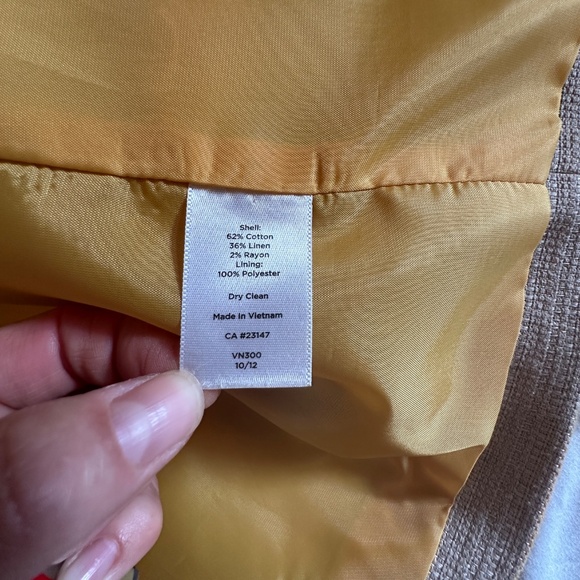 Shell:
62% Cotton
36% Linen
2% Rayon
Lining:
100% Polyester
Dry Clean
Made in Vietnam
CA #23147
VN300
10/12